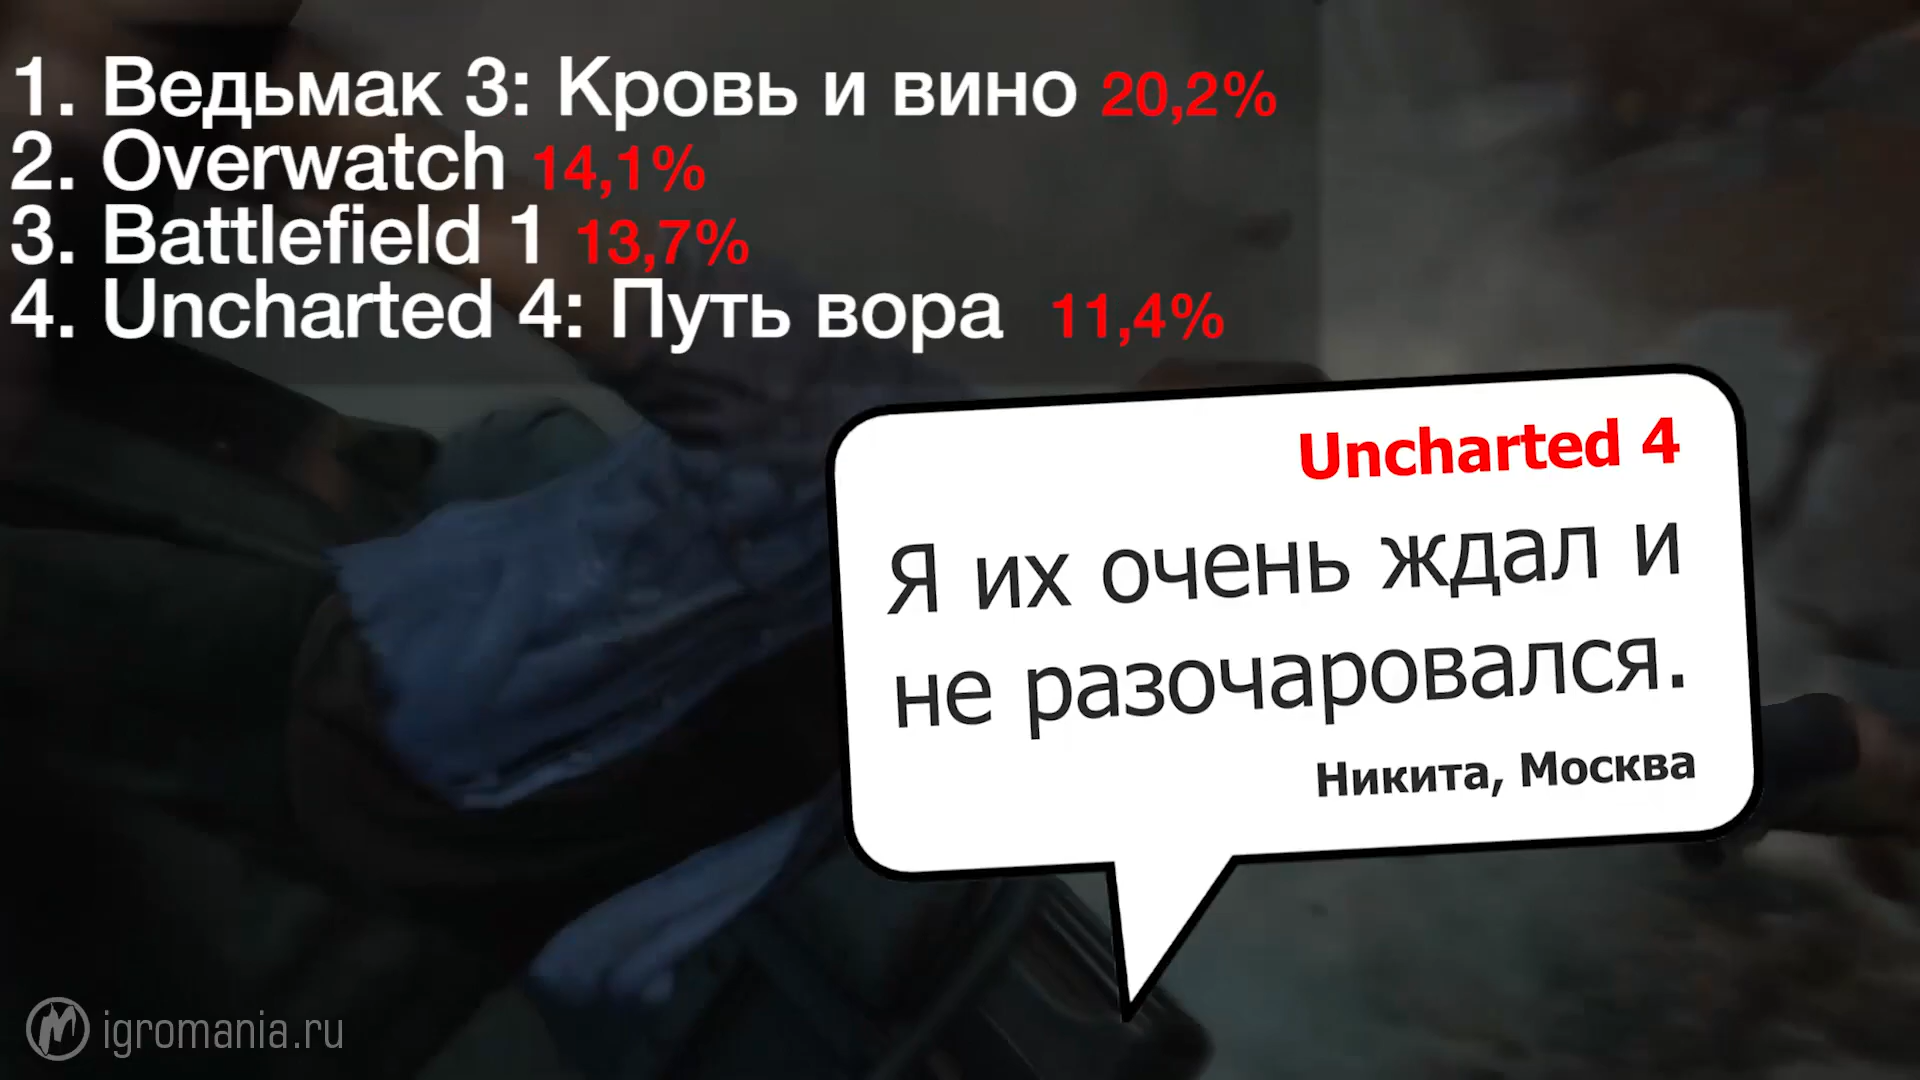 1. Ведьмак 3: Кровь и вино 20,2%
2. Overwatch 14,1%
3. Battlefield 1 13,7%
4. Uncharted 4: Путь вора 11,4%
Uncharted 4
Я их очень ждал и
не разочаровался.
Никита, Москва
igromania.ru